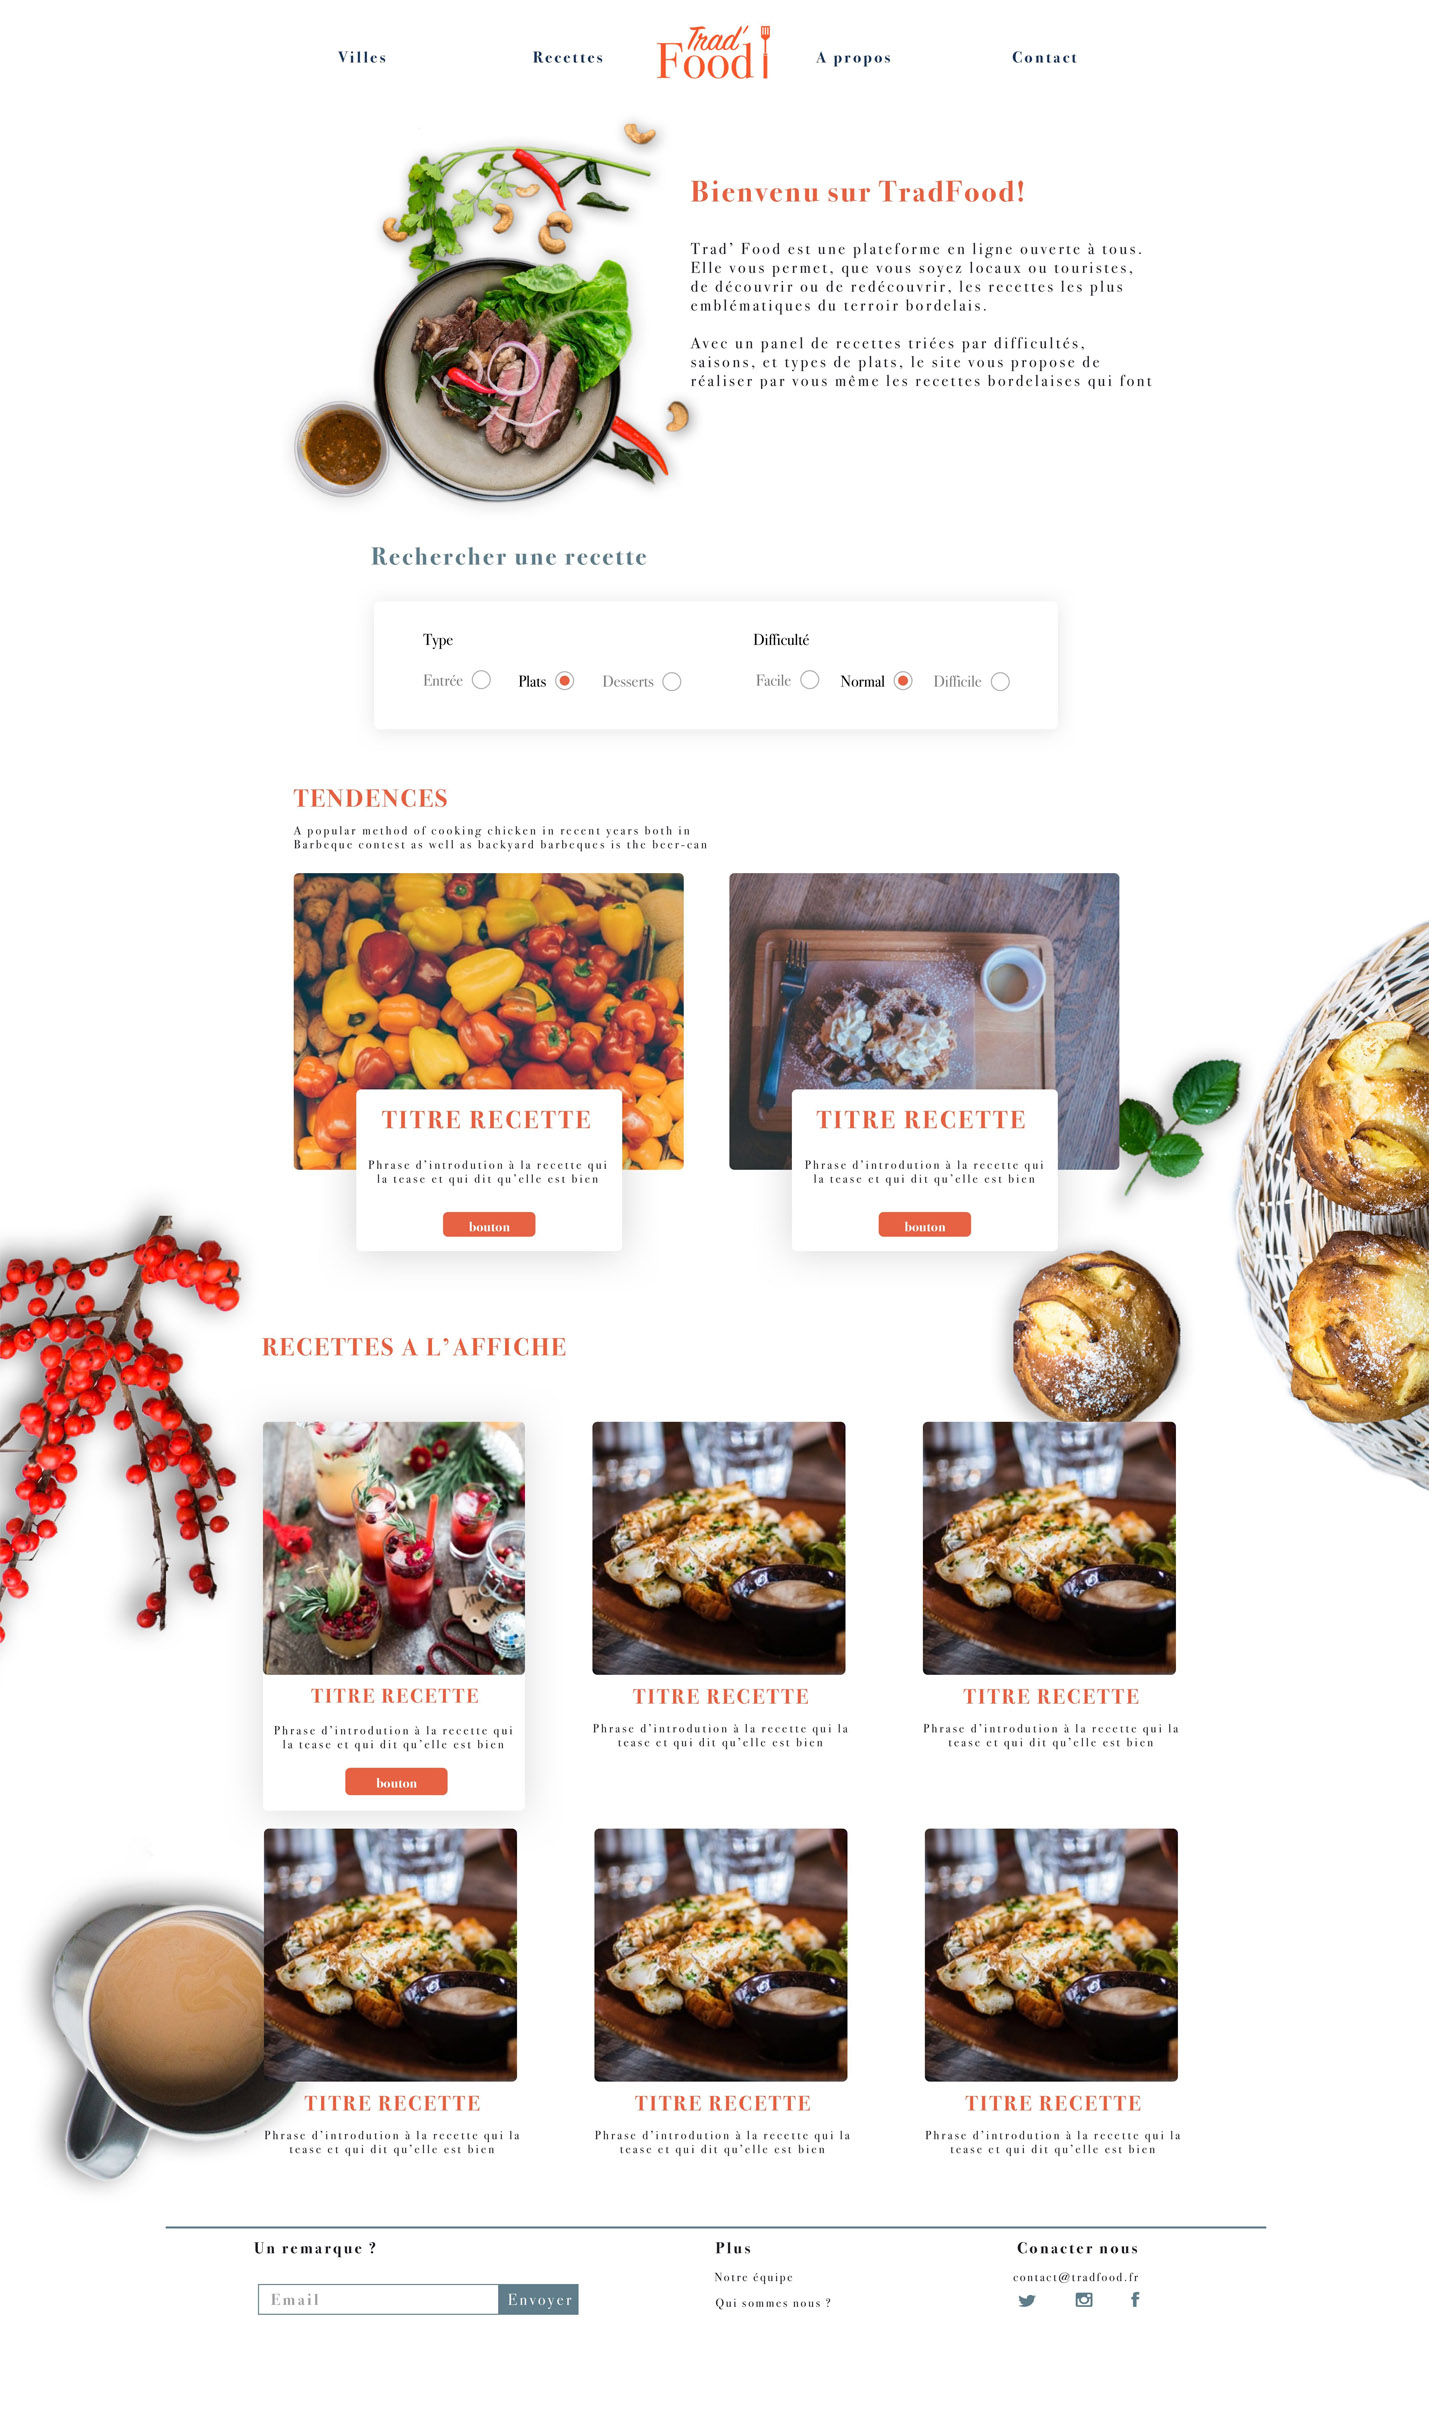 Villes
Recettes
Trad'
Food
A propos
Contact
Bienvenu sur TradFood!
Trad’ Food est une plateforme en ligne ouverte à tous.
Elle vous permet, que vous soyez locaux ou touristes,
de découvrir ou de redécouvrir, les recettes les plus
emblématiques du terroir bordelais.
Avec un panel de recettes triées par difficultés,
saisons, et types de plats, le site vous propose de
réaliser par vous même les recettes bordelaises qui font
Rechercher une recette
Type
Difficulté
Entrée
Plats
Desserts
Facile
Normal
Difficile
TENDENCES
A popular method of cooking chicken in recent years both in
Barbeque contest as well as backyard barbeques is the beer-can
TITRE RECETTE
Phrase d’introdution à la recette qui
la tease et qui dit qu’elle est bien
bouton
TITRE RECETTE
Phrase d’introdution à la recette qui
la tease et qui dit qu’elle est bien
bouton
RECETTES A L’AFFICHE
TITRE RECETTE
Phrase d’introdution à la recette qui
la tease et qui dit qu’elle est bien
bouton
TITRE RECETTE
Phrase d’introdution à la recette qui la
tease et qui dit qu’elle est bien
TITRE RECETTE
Phrase d’introdution à la recette qui la
tease et qui dit qu’elle est bien
TITRE RECETTE
Phrase d’introdution à la recette qui la
tease et qui dit qu’elle est bien
TITRE RECETTE
Phrase d’introdution à la recette qui la
tease et qui dit qu’elle est bien
TITRE RECETTE
Phrase d’introdution à la recette qui la
tease et qui dit qu’elle est bien
Un remarque ?
Email
Envoyer
Plus
Notre équipe
Qui sommes nous ?
Conacter nous
contact@tradfood.fr